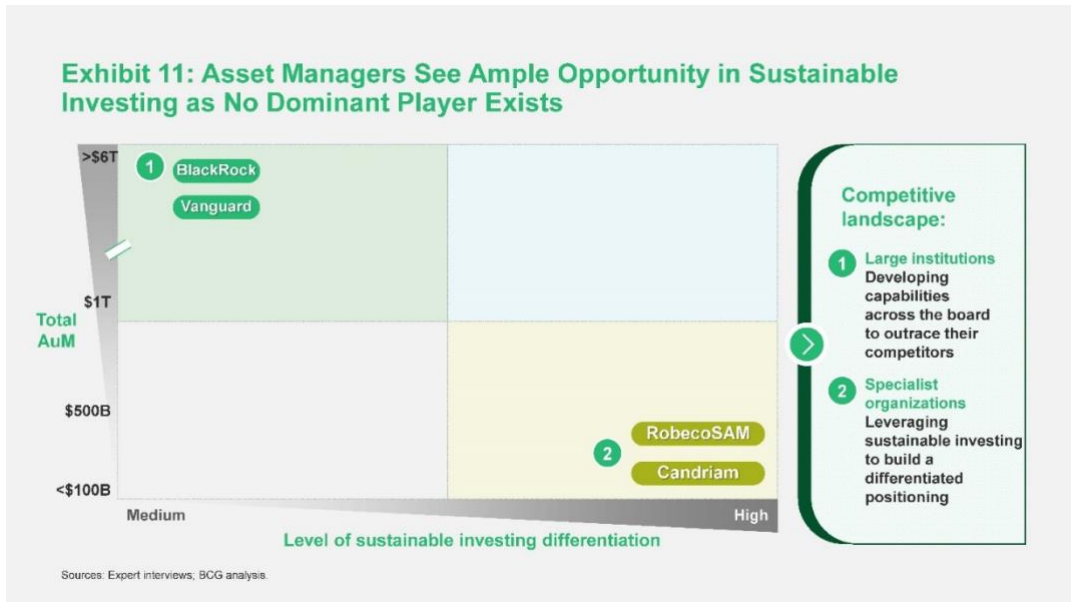 Exhibit 11: Asset Managers See Ample Opportunity in Sustainable
Investing as No Dominant Player Exists
>$6T
1
BlackRock
Vanguard
$1T
Total
AuM
$500B
<$100B
2
RobecoSAM
Candriam
Medium
High
Level of sustainable investing differentiation
Competitive
landscape:
1
Large institutions
Developing
capabilities
across the board
to outrace their
competitors
2
Specialist
organizations
Leveraging
sustainable investing
to build a
differentiated
positioning
Sources: Expert interviews; BCG analysis.